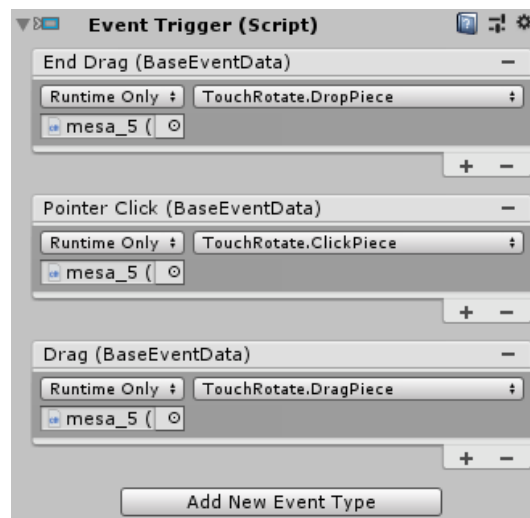 Event Trigger (Script)
End Drag (BaseEventData) −
Runtime Only TouchRotate.DropPiece
mesa_5 (
+ −
Pointer Click (BaseEventData) −
Runtime Only TouchRotate.ClickPiece
mesa_5 (
+ −
Drag (BaseEventData) −
Runtime Only TouchRotate.DragPiece
mesa_5 (
+ −
Add New Event Type